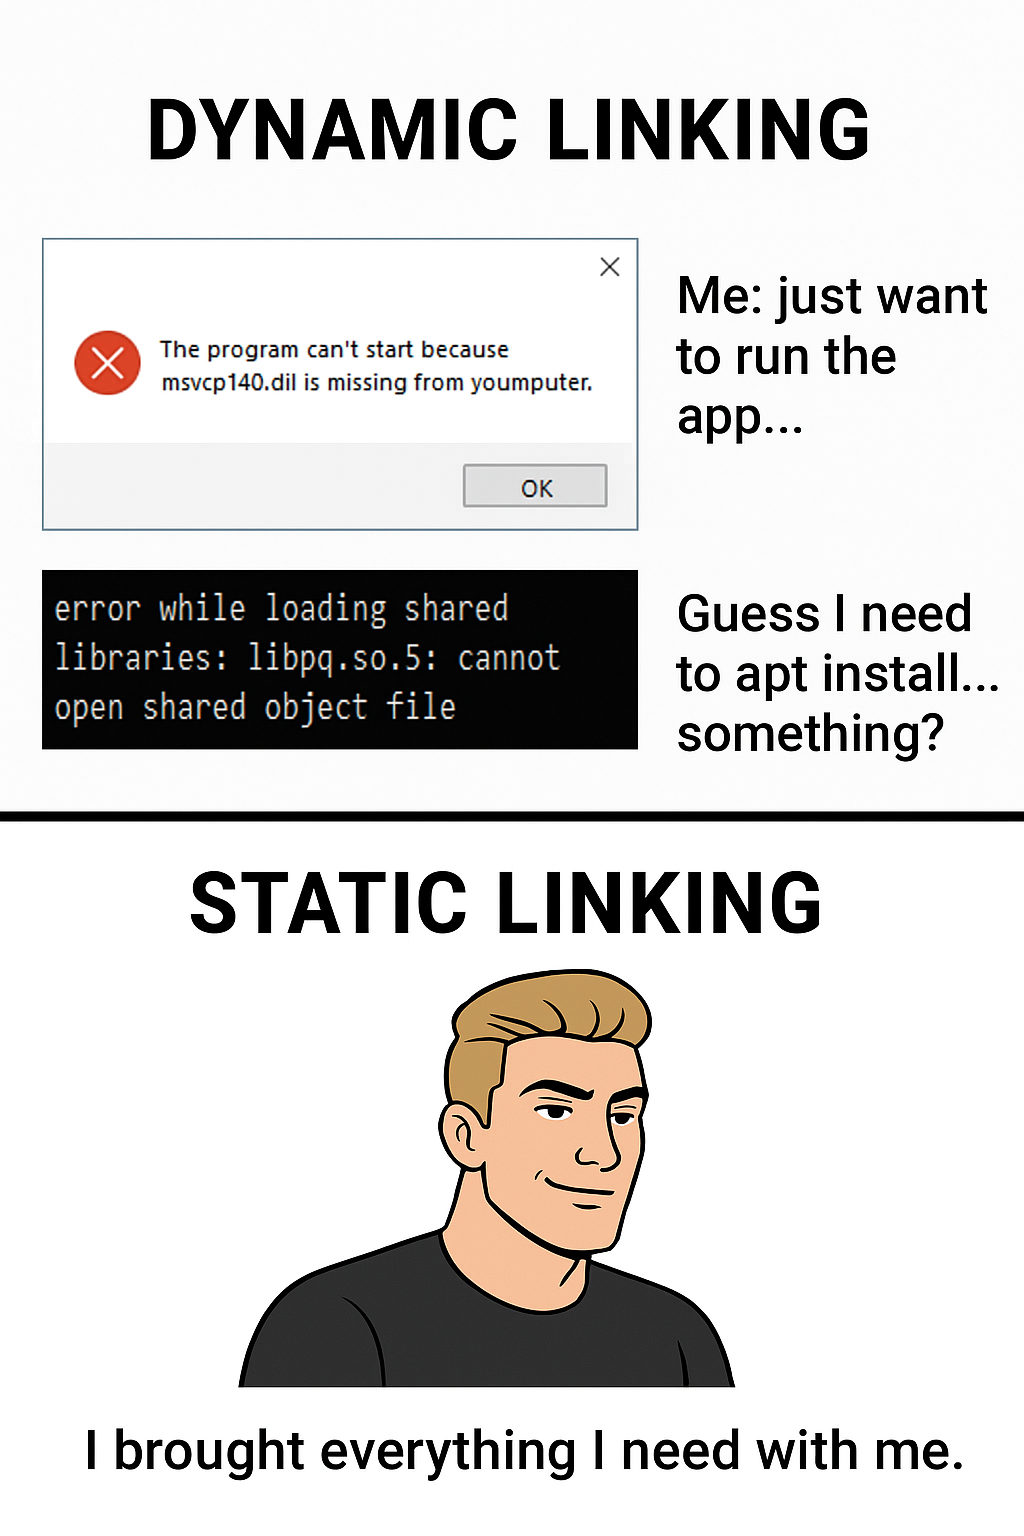 DYNAMIC LINKING
The program can't start because
msvcp140.dil is missing from youmputer.
OK
Me: just want
to run the
app...
error while loading shared
libraries: libpq.so.5: cannot
open shared object file
Guess I need
to apt install...
something?
STATIC LINKING
I brought everything I need with me.